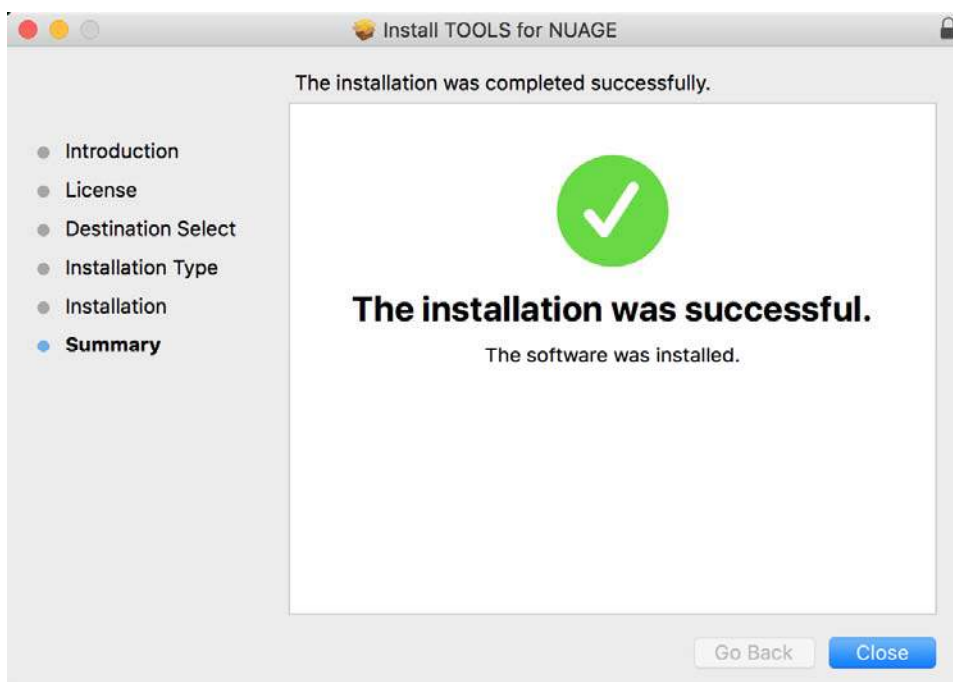 Install TOOLS for NUAGE
The installation was completed successfully.
Introduction
License
Destination Select
Installation Type
Installation
Summary
The installation was successful.
The software was installed.
Go Back
Close